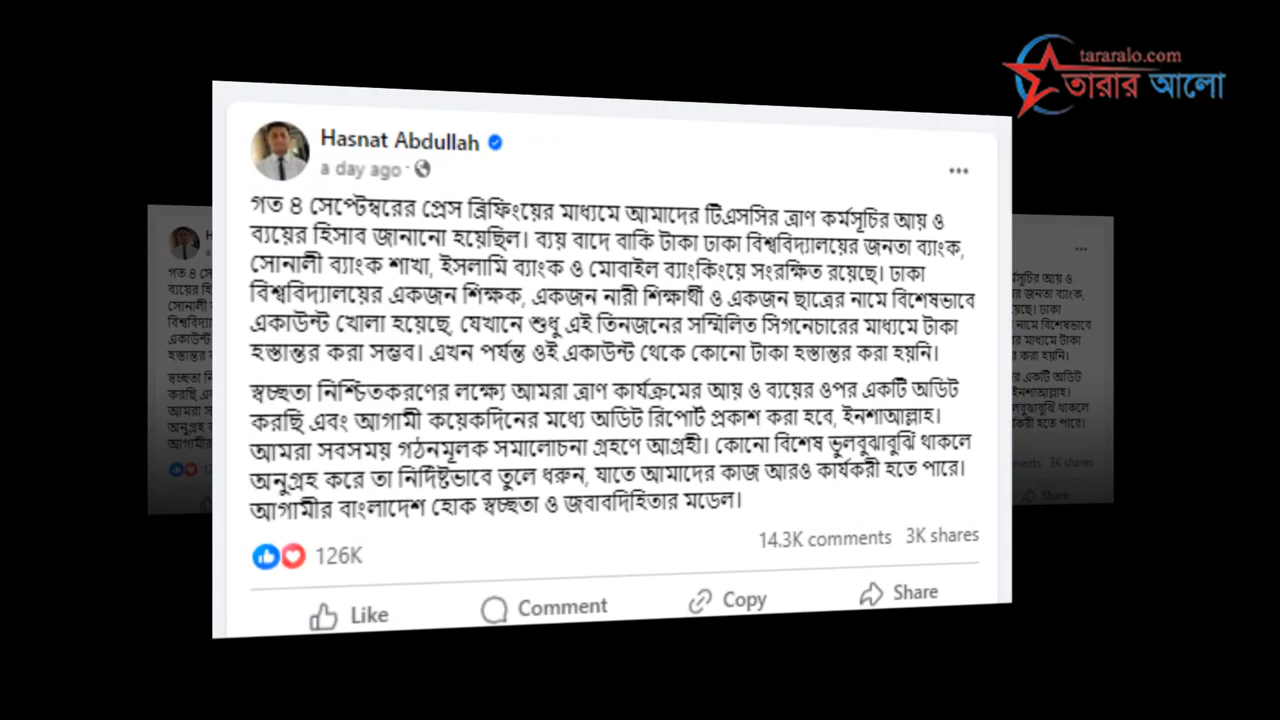 tararalo.com
তারার আলো
Hasnat Abdullah
a day ago ·
গত ৪ সেপ্টেম্বরের প্রেস ব্রিফিংয়ের মাধ্যমে আমাদের টিএসসির ত্রাণ কর্মসূচির আয় ও
ব্যয়ের হিসাব জানানো হয়েছিল। ব্যয় বাদে বাকি টাকা ঢাকা বিশ্ববিদ্যালয়ের জনতা ব্যাংক,
সোনালী ব্যাংক শাখা, ইসলামি ব্যাংক ও মোবাইল ব্যাংকিংয়ে সংরক্ষিত রয়েছে। ঢাকা
বিশ্ববিদ্যালয়ের একজন শিক্ষক, একজন নারী শিক্ষার্থী ও একজন ছাত্রের নামে বিশেষভাবে
একাউন্ট খোলা হয়েছে, যেখানে শুধু এই তিনজনের সম্মিলিত সিগনেচারের মাধ্যমে টাকা
হস্তান্তর করা সম্ভব। এখন পর্যন্ত ওই একাউন্ট থেকে কোনো টাকা হস্তান্তর করা হয়নি।
স্বচ্ছতা নিশ্চিতকরণের লক্ষ্যে আমরা ত্রাণ কার্যক্রমের আয় ও ব্যয়ের ওপর একটি অডিট
করছি এবং আগামী কয়েকদিনের মধ্যে অডিট রিপোর্ট প্রকাশ করা হবে, ইনশাআল্লাহ।
আমরা সবসময় গঠনমূলক সমালোচনা গ্রহণে আগ্রহী। কোনো বিশেষ ভুলবুঝাবুঝি থাকলে
অনুগ্রহ করে তা নির্দিষ্টভাবে তুলে ধরুন, যাতে আমাদের কাজ আরও কার্যকরী হতে পারে।
আগামীর বাংলাদেশ হোক স্বচ্ছতা ও জবাবদিহিতার মডেল।
126K 14.3K comments 3K shares
Like Comment Copy Share